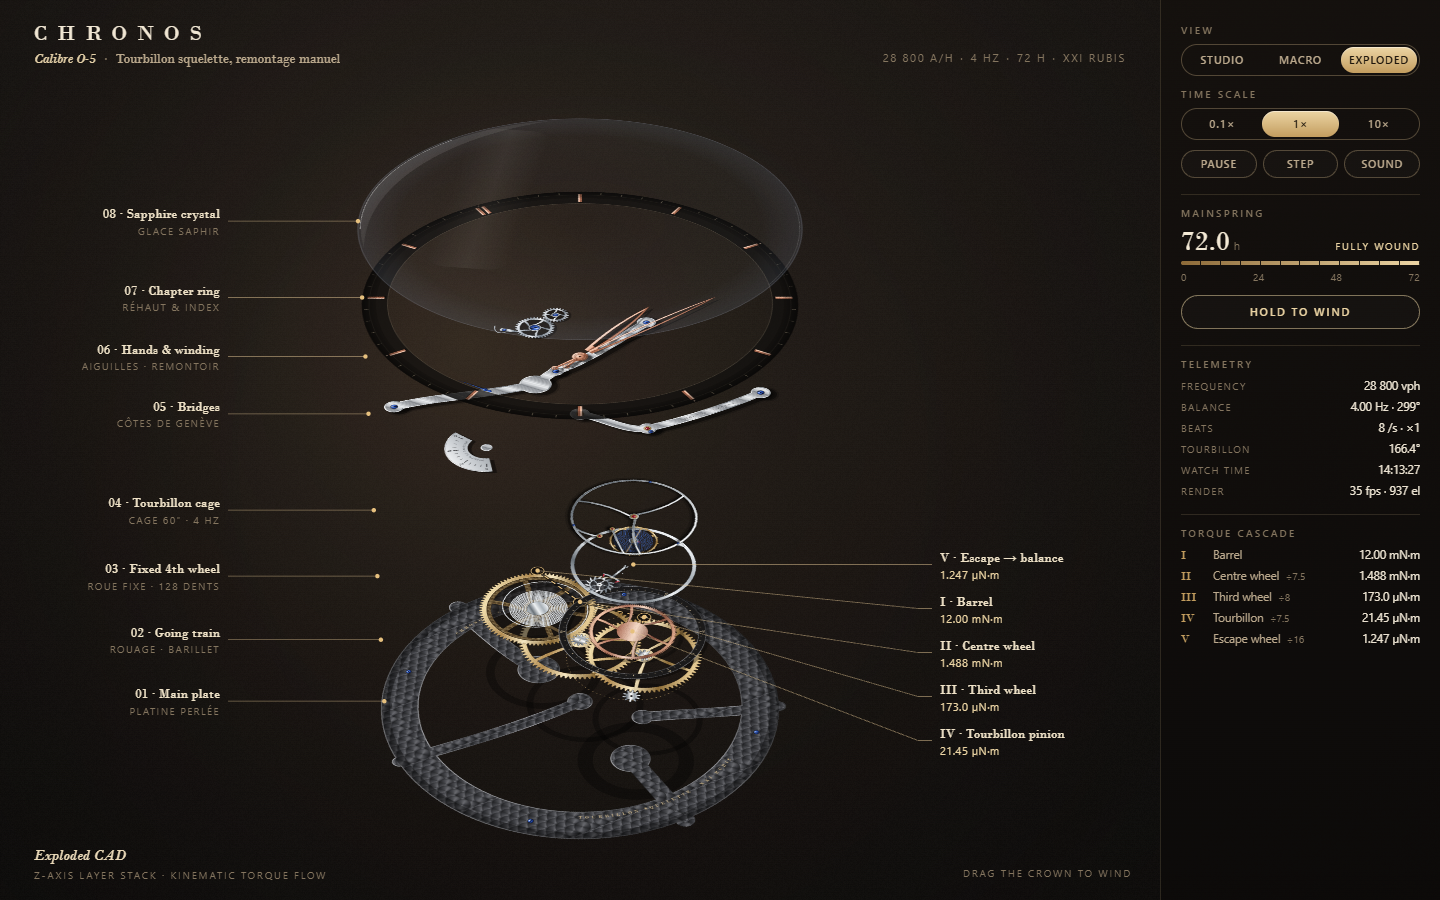 CHRONOS
Calibre O-5 · Tourbillon squelette, remontage manuel
28 800 A/H · 4 HZ · 72 H · XXI RUBIS
08 · Sapphire crystal
GLACE SAPHIR
07 · Chapter ring
RÉHAUT & INDEX
06 · Hands & winding
AIGUILLES · REMONTOIR
05 · Bridges
CÔTES DE GENÈVE
04 · Tourbillon cage
CAGE 60° · 4 HZ
03 · Fixed 4th wheel
ROUE FIXE · 128 DENTS
02 · Going train
ROUAGE · BARILLET
01 · Main plate
PLATINE PERLÉE
V · Escape → balance
1.247 µN·m
I · Barrel
12.00 mN·m
II · Centre wheel
1.488 mN·m
III · Third wheel
173.0 µN·m
IV · Tourbillon pinion
21.45 µN·m
Exploded CAD
Z-AXIS LAYER STACK · KINEMATIC TORQUE FLOW
DRAG THE CROWN TO WIND
VIEW
STUDIO MACRO EXPLODED
TIME SCALE
0.1× 1× 10×
PAUSE STEP SOUND
MAINSPRING
72.0 h FULLY WOUND
0 24 48 72
HOLD TO WIND
TELEMETRY
FREQUENCY 28 800 vph
BALANCE 4.00 Hz · 299°
BEATS 8 /s · ×1
TOURBILLON 166.4°
WATCH TIME 14:13:27
RENDER 35 fps · 937 el
TORQUE CASCADE
I Barrel 12.00 mN·m
II Centre wheel ÷7.5 1.488 mN·m
III Third wheel ÷8 173.0 µN·m
IV Tourbillon ÷7.5 21.45 µN·m
V Escape wheel ÷16 1.247 µN·m